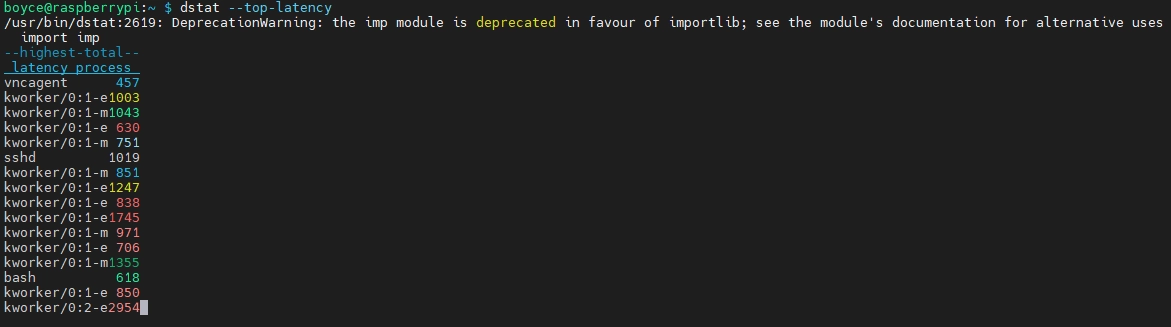 boyce@raspberrypi:~ $ dstat --top-latency
/usr/bin/dstat:2619: DeprecationWarning: the imp module is deprecated in favour of importlib; see the module's documentation for alternative uses
  import imp
--highest-total--
 latency process 
vncagent      457
kworker/0:1-e1003
kworker/0:1-m1043
kworker/0:1-e 630
kworker/0:1-m 751
sshd         1019
kworker/0:1-m 851
kworker/0:1-e1247
kworker/0:1-e 838
kworker/0:1-e1745
kworker/0:1-m 971
kworker/0:1-e 706
kworker/0:1-m1355
bash          618
kworker/0:1-e 850
kworker/0:2-e2954